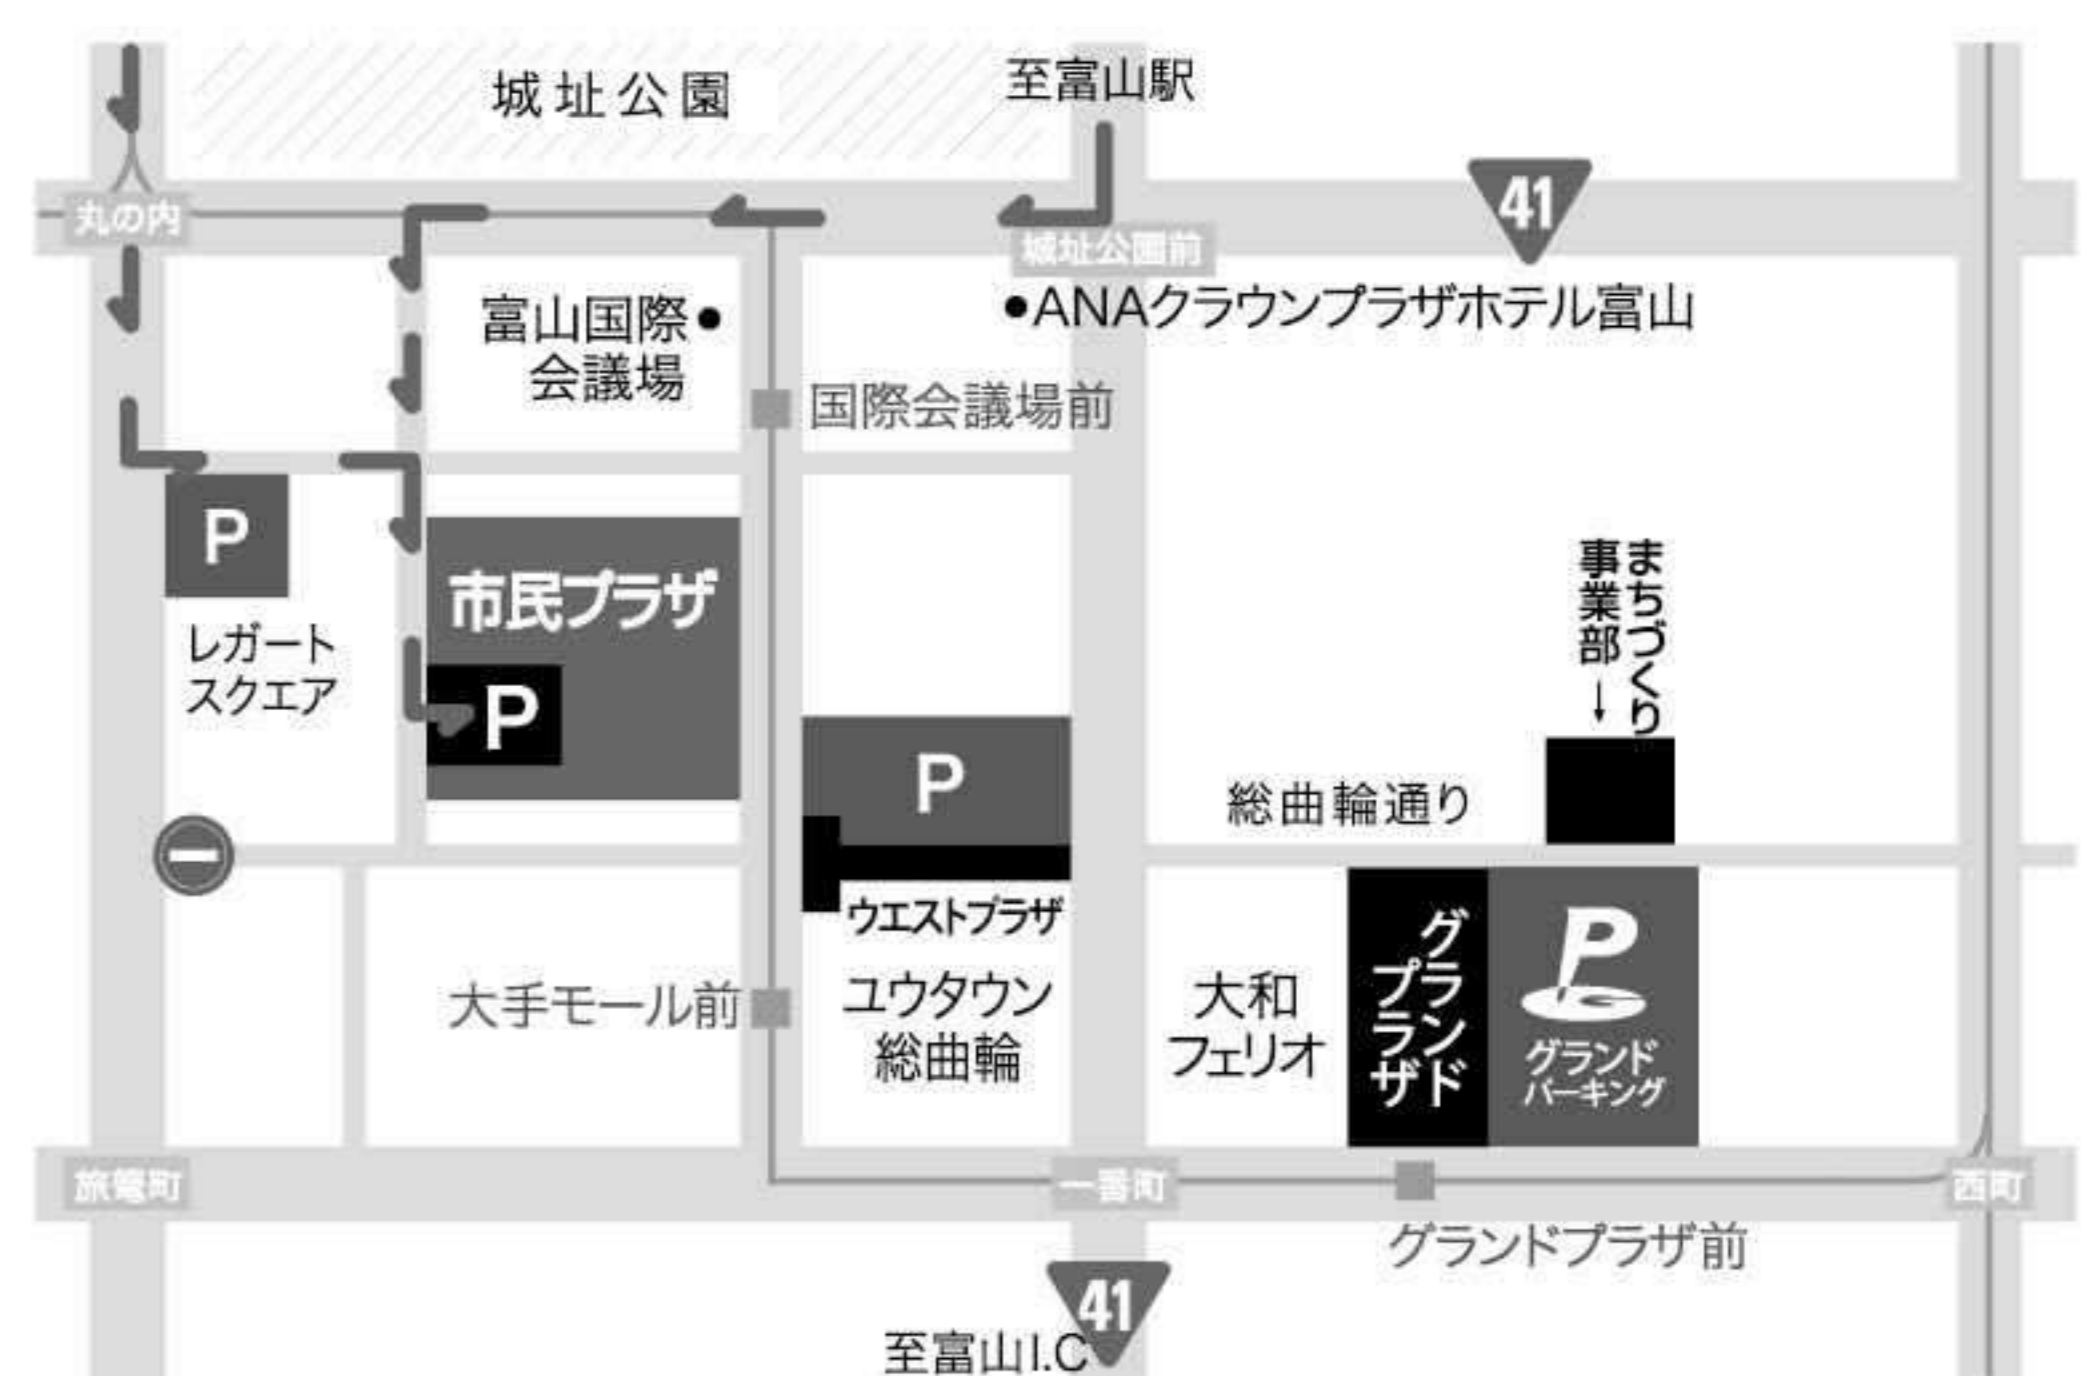 城址公園
至富山駅
41
丸の内
城址公園前
富山国際
会議場
ANAクラウンプラザホテル富山
国際会議場前
P
レガート
スクエア
市民プラザ
P
まちづくり
事業部
↓
P
総曲輪通り
ウエストプラザ
ユウタウン
総曲輪
大手モール前
大和
フェリオ
グランド
プラザ
P
グランド
パーキング
旅篭町
一番町
西町
グランドプラザ前
41
至富山I.C